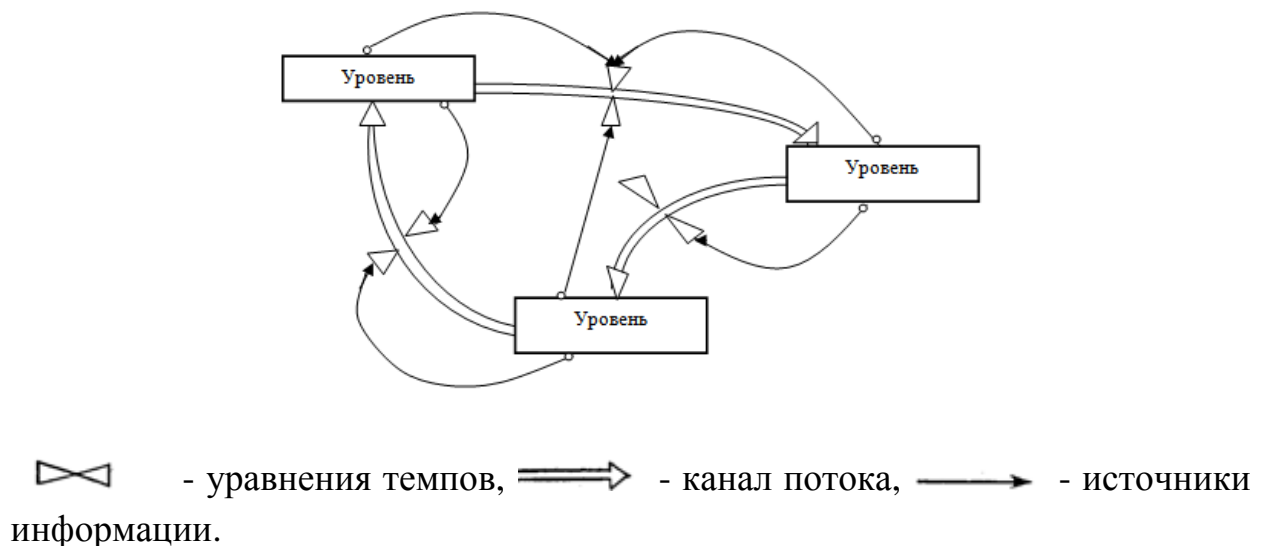 Уровень
Уровень
Уровень
- уравнения темпов, - канал потока, - источники
информации.